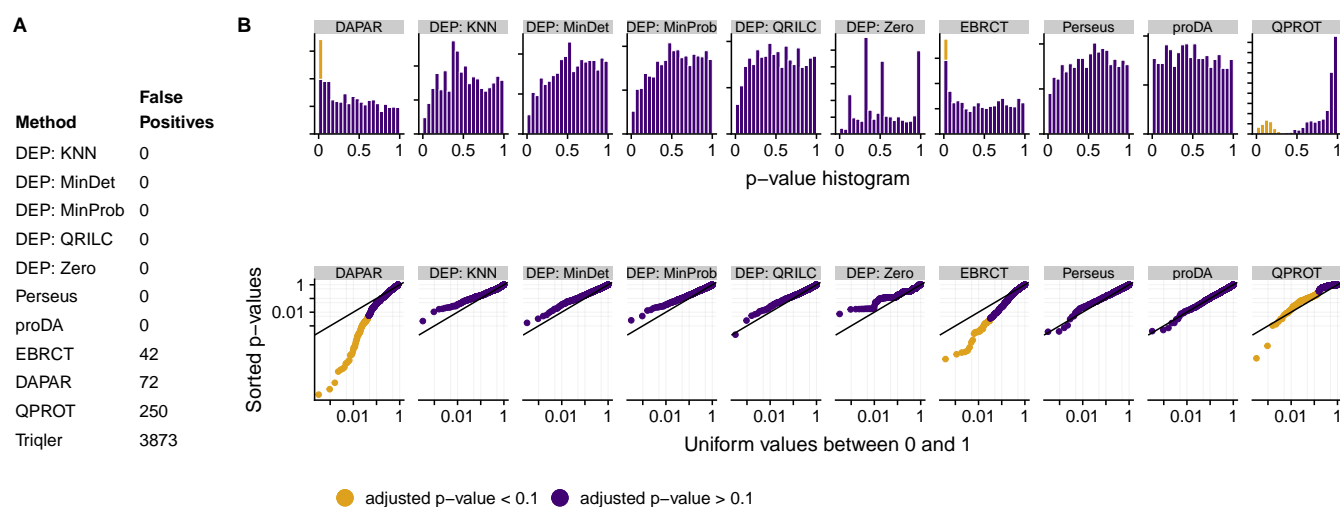 A
Method False Positives
DEP: KNN 0
DEP: MinDet 0
DEP: MinProb 0
DEP: QRILC 0
DEP: Zero 0
Perseus 0
proDA 0
EBRCT 42
DAPAR 72
QPROT 250
Triqler 3873
B
DAPAR DEP: KNN DEP: MinDet DEP: MinProb DEP: QRILC DEP: Zero EBRCT Perseus proDA QPROT
0 0.5 1 0 0.5 1 0 0.5 1 0 0.5 1 0 0.5 1 0 0.5 1 0 0.5 1 0 0.5 1 0 0.5 1 0 0.5 1
p−value histogram
DAPAR DEP: KNN DEP: MinDet DEP: MinProb DEP: QRILC DEP: Zero EBRCT Perseus proDA QPROT
1
0.01
Sorted p−values
0.01 1 0.01 1 0.01 1 0.01 1 0.01 1 0.01 1 0.01 1 0.01 1 0.01 1 0.01 1
Uniform values between 0 and 1
adjusted p−value < 0.1 adjusted p−value > 0.1